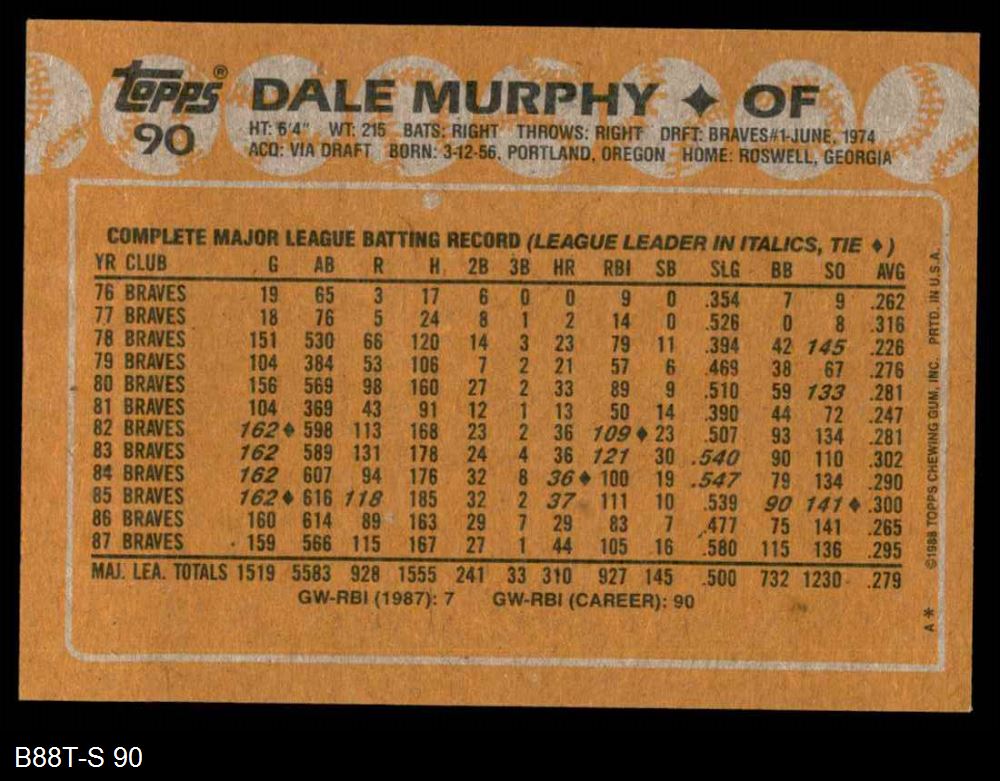 Topps® DALE MURPHY ✦ OF
90
HT: 6'4" WT: 215 BATS: RIGHT THROWS: RIGHT DRFT: BRAVES#1-JUNE, 1974
ACQ: VIA DRAFT BORN: 3-12-56, PORTLAND, OREGON HOME: ROSWELL, GEORGIA
COMPLETE MAJOR LEAGUE BATTING RECORD (LEAGUE LEADER IN ITALICS, TIE ♦)
YR CLUB G AB R H 2B 3B HR RBI SB SLG BB SO AVG
76 BRAVES 19 65 3 17 6 0 0 9 0 .354 7 9 .262
77 BRAVES 18 76 5 24 8 1 2 14 0 .526 0 8 .316
78 BRAVES 151 530 66 120 14 3 23 79 11 .394 42 145 .226
79 BRAVES 104 384 53 106 7 2 21 57 6 .469 38 67 .276
80 BRAVES 156 569 98 160 27 2 33 89 9 .510 59 133 .281
81 BRAVES 104 369 43 91 12 1 13 50 14 .390 44 72 .247
82 BRAVES 162♦ 598 113 168 23 2 36 109♦ 23 .507 93 134 .281
83 BRAVES 162 589 131 178 24 4 36 121 30 .540 90 110 .302
84 BRAVES 162 607 94 176 32 8 36♦ 100 19 .547 79 134 .290
85 BRAVES 162♦ 616 118 185 32 2 37 111 10 .539 90 141♦ .300
86 BRAVES 160 614 89 163 29 7 29 83 7 .477 75 141 .265
87 BRAVES 159 566 115 167 27 1 44 105 16 .580 115 136 .295
MAJ. LEA. TOTALS 1519 5583 928 1555 241 33 310 927 145 .500 732 1230 .279
GW-RBI (1987): 7 GW-RBI (CAREER): 90
A* ©1988 TOPPS CHEWING GUM, INC. PRTD. IN U.S.A.
B88T-S 90